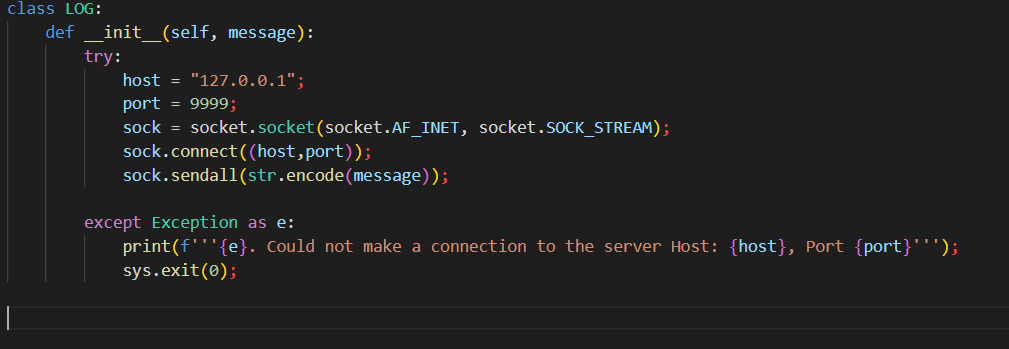 class LOG:
    def __init__(self, message):
        try:
            host = "127.0.0.1";
            port = 9999;
            sock = socket.socket(socket.AF_INET, socket.SOCK_STREAM);
            sock.connect((host,port));
            sock.sendall(str.encode(message));

        except Exception as e:
            print(f'''{e}. Could not make a connection to the server Host: {host}, Port {port}''');
            sys.exit(0);